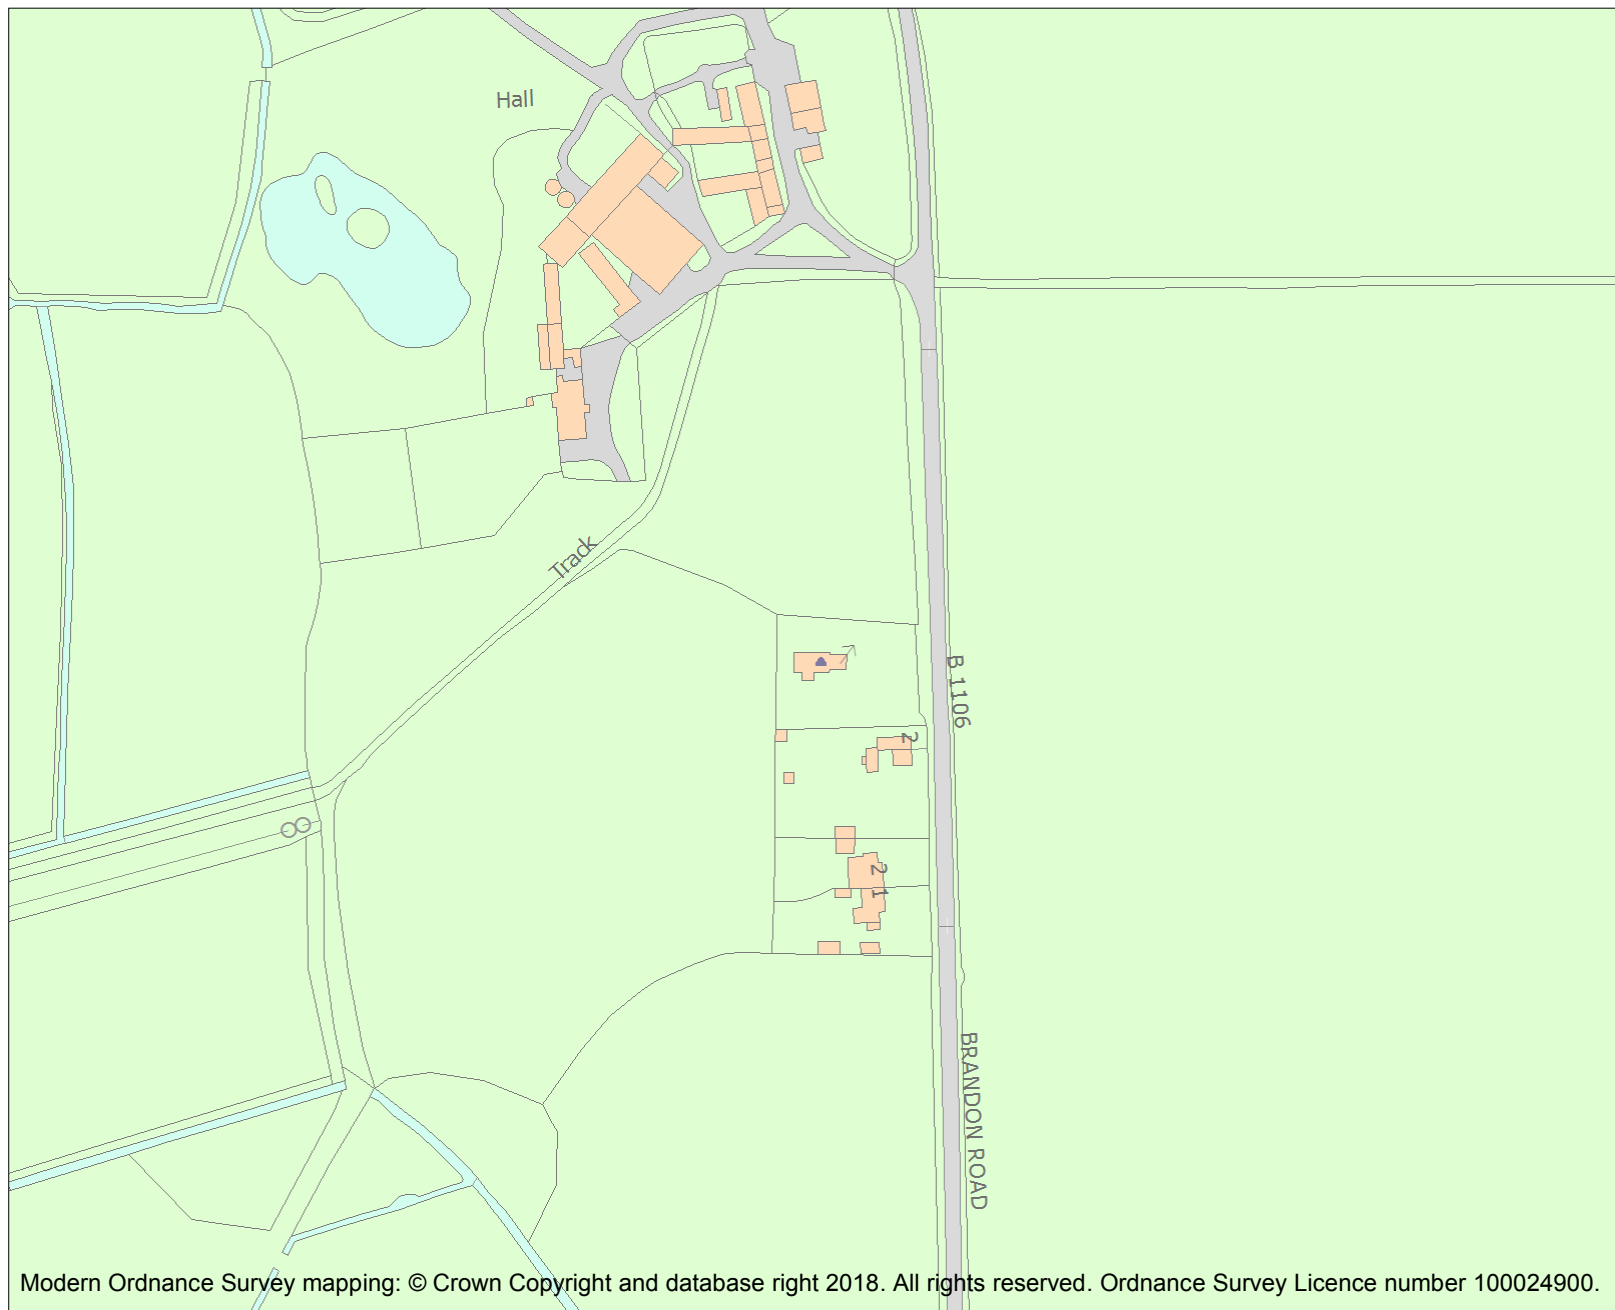 Hall
Track
B 1106
2
2
1
BRANDON ROAD
Modern Ordnance Survey mapping: © Crown Copyright and database right 2018. All rights reserved. Ordnance Survey Licence number 100024900.